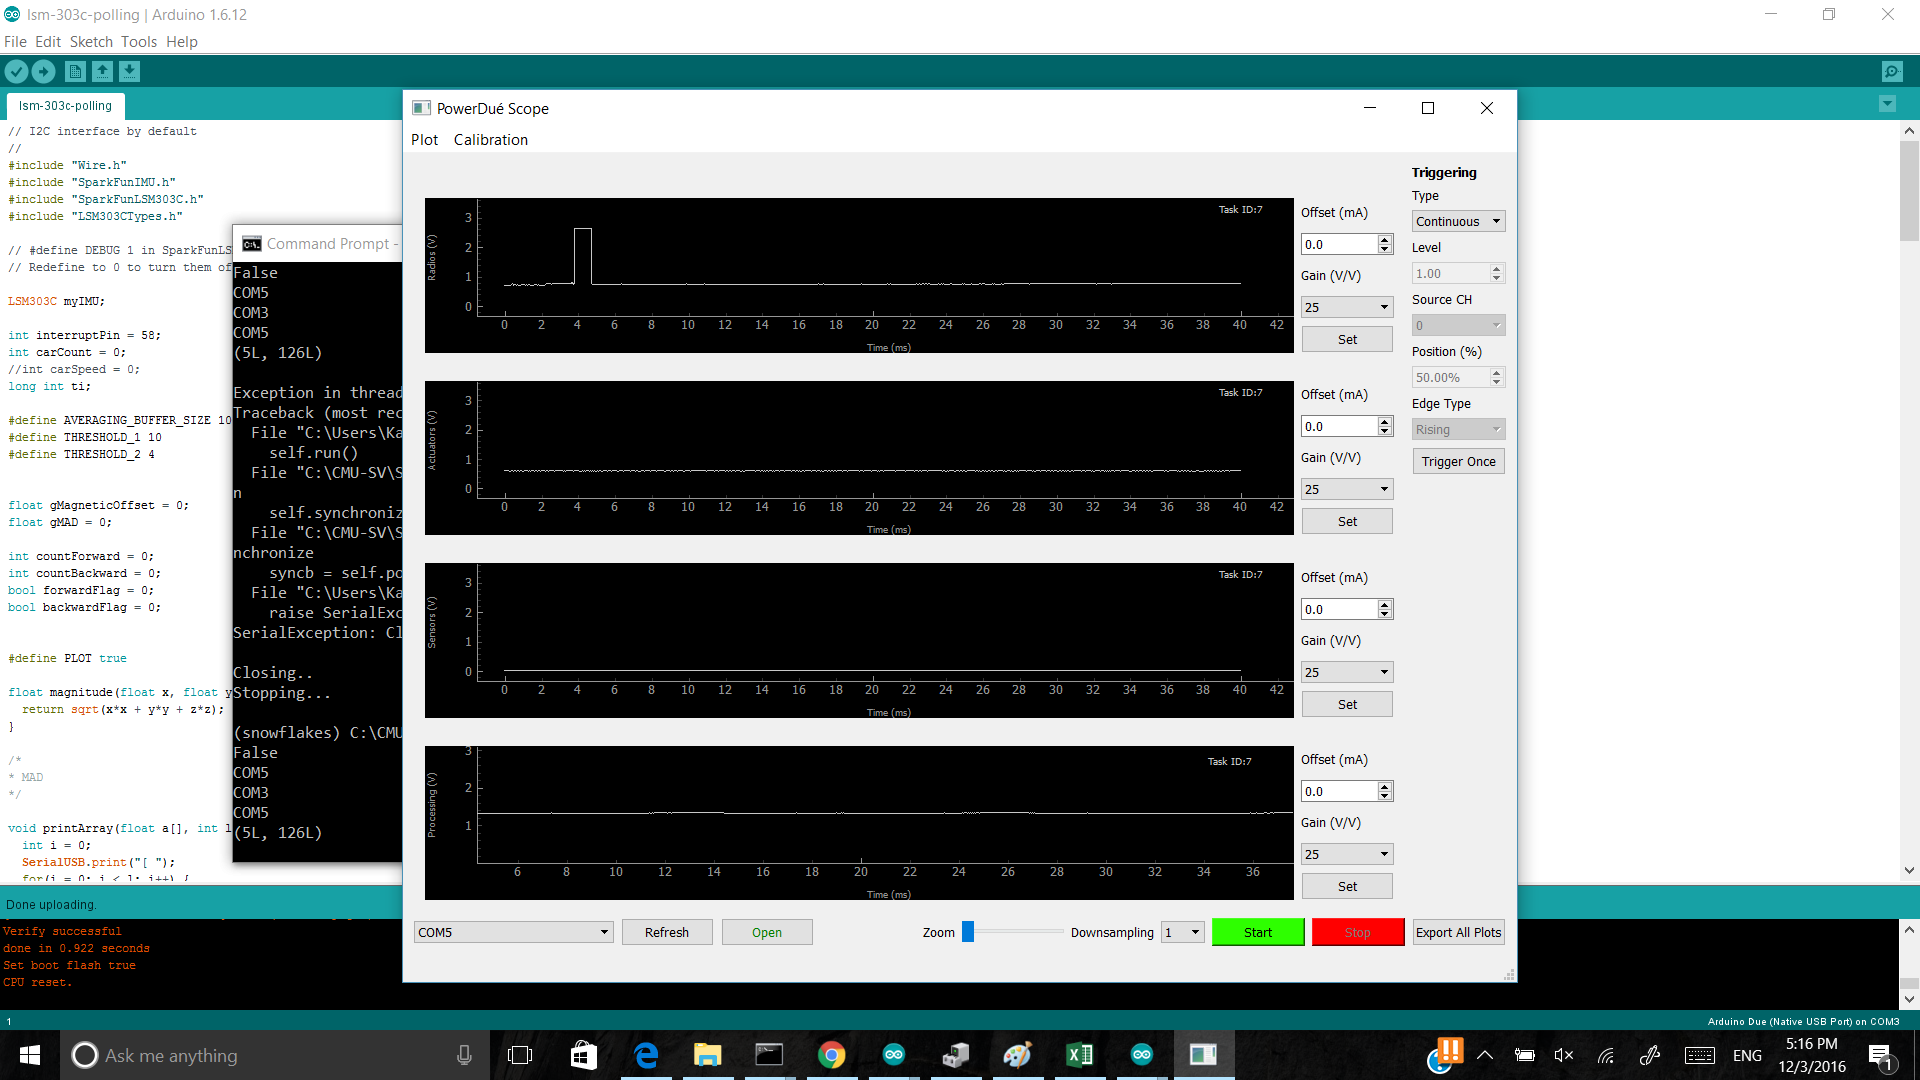 lsm-303c-polling | Arduino 1.6.12
File Edit Sketch Tools Help
lsm-303c-polling
// I2C interface by default
//
#include "Wire.h"
#include "SparkFunIMU.h"
#include "SparkFunLSM303C.h"
#include "LSM303CTypes.h"
// #define DEBUG 1 in SparkFunLS
// Redefine to 0 to turn them of
LSM303C myIMU;
int interruptPin = 58;
int carCount = 0;
//int carSpeed = 0;
long int ti;
#define AVERAGING_BUFFER_SIZE 10
#define THRESHOLD_1 10
#define THRESHOLD_2 4
float gMagneticOffset = 0;
float gMAD = 0;
int countForward = 0;
int countBackward = 0;
bool forwardFlag = 0;
bool backwardFlag = 0;
#define PLOT true
float magnitude(float x, float y
return sqrt(x*x + y*y + z*z);
}
/*
* MAD
*/
void printArray(float a[], int l
int i = 0;
SerialUSB.print("[ ");
for(i = 0; i < l; i++) {
Done uploading.
Verify successful
done in 0.922 seconds
Set boot flash true
CPU reset.
1
Arduino Due (Native USB Port) on COM3
Command Prompt -
False
COM5
COM3
COM5
(5L, 126L)
Exception in thread
Traceback (most rec
File "C:\Users\Ka
self.run()
File "C:\CMU-SV\S
n
self.synchroniz
File "C:\CMU-SV\S
nchronize
syncb = self.po
File "C:\Users\Ka
raise SerialExc
SerialException: Cl
Closing..
Stopping...
(snowflakes) C:\CMU
False
COM5
COM3
COM5
(5L, 126L)
PowerDué Scope
Plot Calibration
Radios (V)
3
2
1
0
Task ID:7
0 2 4 6 8 10 12 14 16 18 20 22 24 26 28 30 32 34 36 38 40 42
Time (ms)
Offset (mA)
0.0
Gain (V/V)
25
Set
Actuators (V)
3
2
1
0
Task ID:7
0 2 4 6 8 10 12 14 16 18 20 22 24 26 28 30 32 34 36 38 40 42
Time (ms)
Offset (mA)
0.0
Gain (V/V)
25
Set
Sensors (V)
3
2
1
0
Task ID:7
0 2 4 6 8 10 12 14 16 18 20 22 24 26 28 30 32 34 36 38 40 42
Time (ms)
Offset (mA)
0.0
Gain (V/V)
25
Set
Processing (V)
3
2
1
Task ID:7
6 8 10 12 14 16 18 20 22 24 26 28 30 32 34 36
Time (ms)
Offset (mA)
0.0
Gain (V/V)
25
Set
Triggering
Type
Continuous
Level
1.00
Source CH
0
Position (%)
50.00%
Edge Type
Rising
Trigger Once
COM5 Refresh Open Zoom Downsampling 1 Start Stop Export All Plots
Ask me anything
ENG
5:16 PM
12/3/2016
1